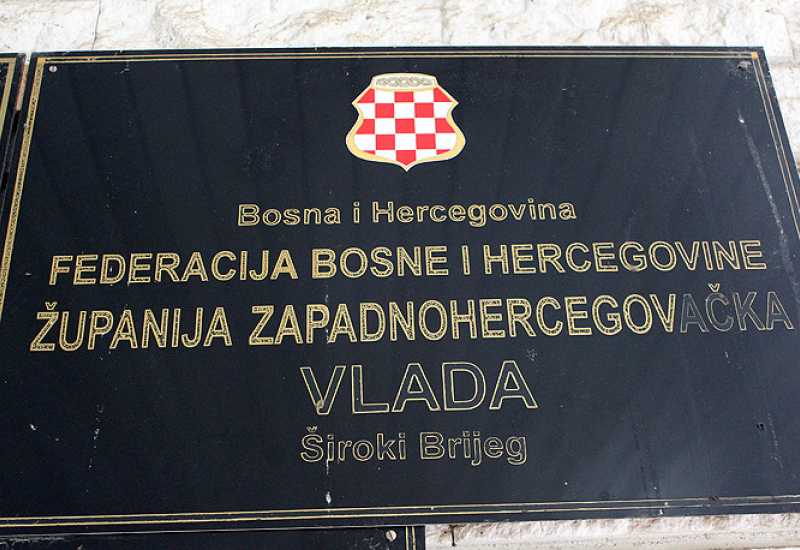 Bosna i Hercegovina
FEDERACIJA BOSNE I HERCEGOVINE
ŽUPANIJA ZAPADNOHERCEGOVAČKA
VLADA
Široki Brijeg